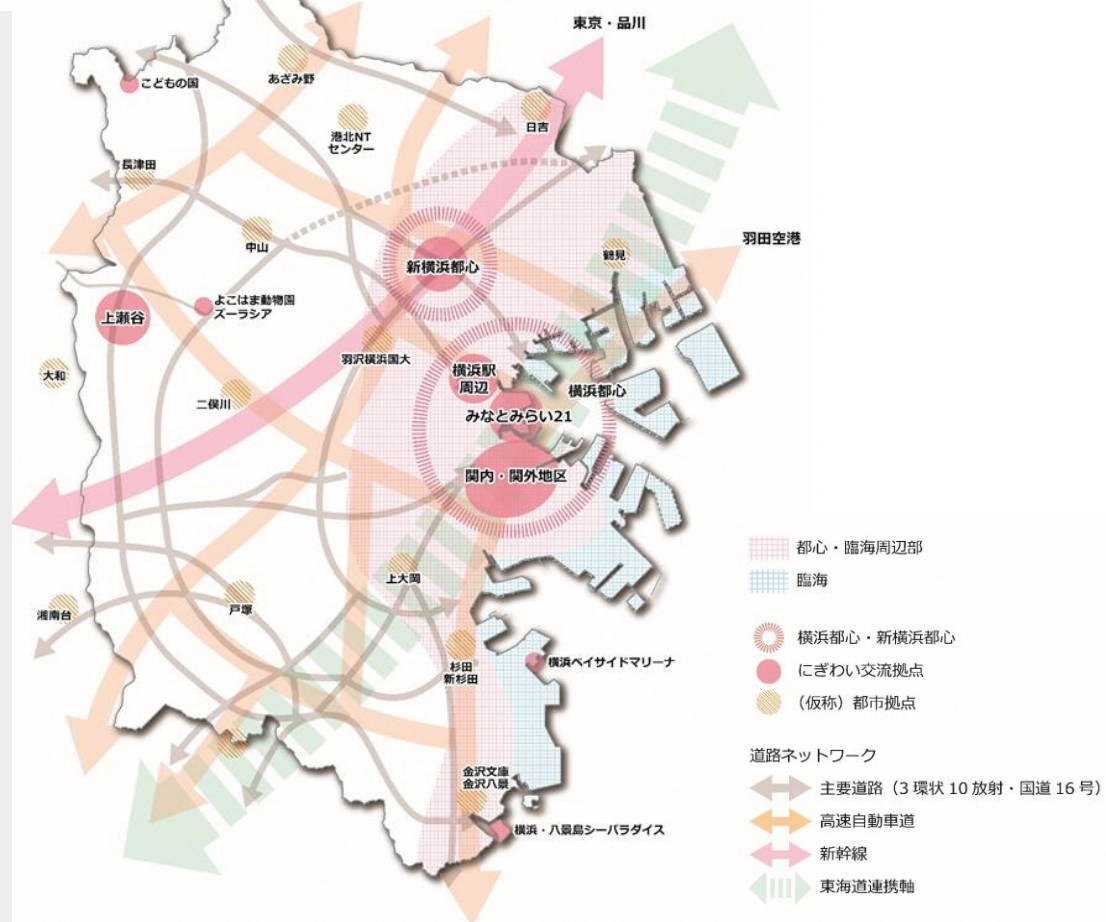 東京・品川
こどもの国
あざみ野
日吉
港北NT
センター
長津田
中山
羽田空港
鶴見
新横浜都心
よこはま動物園
ズーラシア
上瀬谷
羽沢横浜国大
横浜駅
周辺
横浜都心
大和
二俣川
みなとみらい21
関内・関外地区
上大岡
湘南台
戸塚
杉田
新杉田
横浜ベイサイドマリーナ
金沢文庫
金沢八景
横浜・八景島シーパラダイス
都心・臨海周辺部
臨海
横浜都心・新横浜都心
にぎわい交流拠点
（仮称）都市拠点
道路ネットワーク
主要道路（3 環状 10 放射・国道 16 号）
高速自動車道
新幹線
東海道連携軸